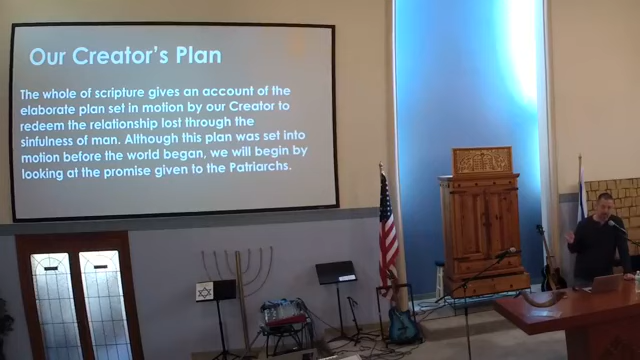 Our Creator's Plan
The whole of scripture gives an account of the
elaborate plan set in motion by our Creator to
redeem the relationship lost through the
sinfulness of man. Although this plan was set into
motion before the world began, we will begin by
looking at the promise given to the Patriarchs.